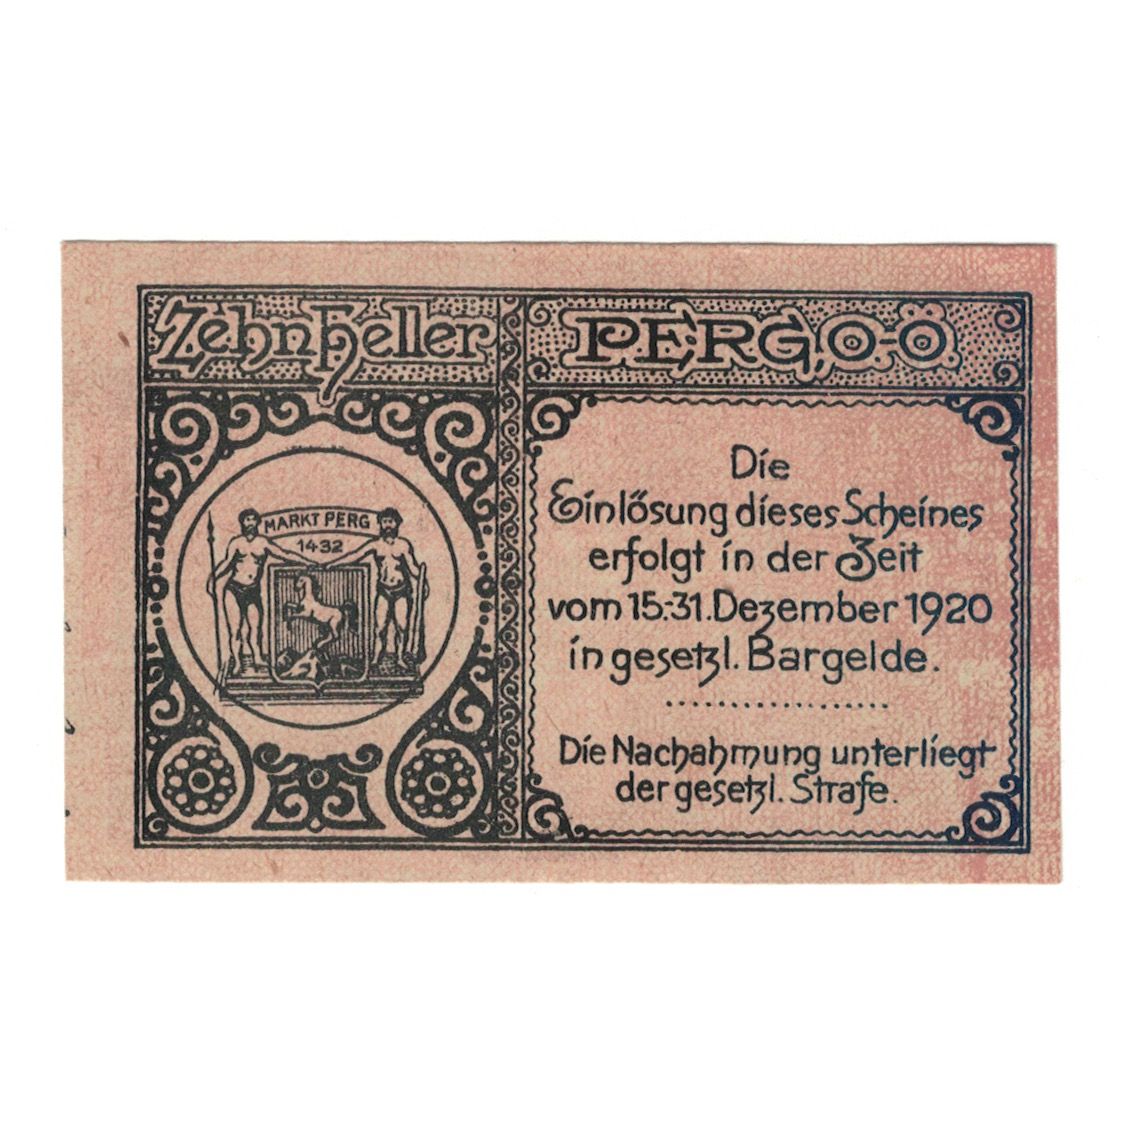 Zehn Heller
PERG, O-Ö
MARKT PERG
1432
Die
Einlösung dieses Scheines
erfolgt in der Zeit
vom 15.-31. Dezember 1920
in gesetzl. Bargelde.
Die Nachahmung unterliegt
der gesetzl. Strafe.